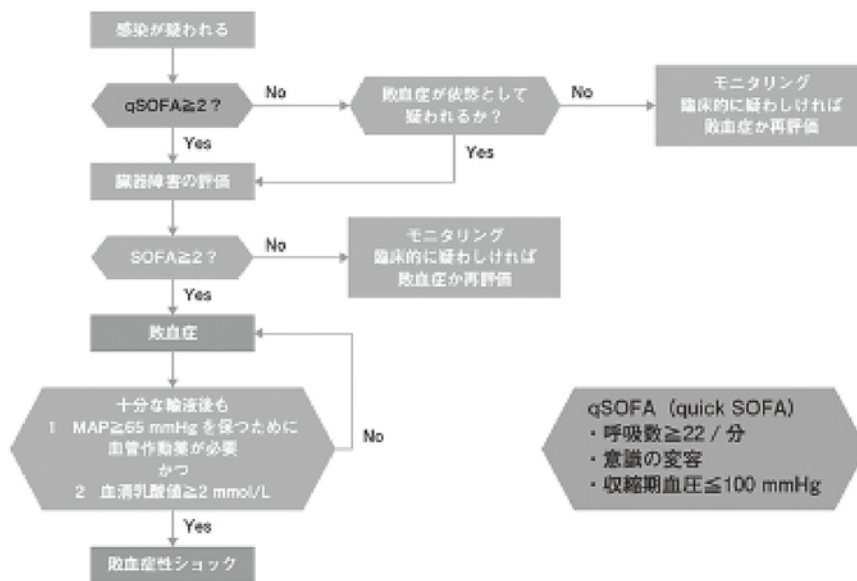 感染が疑われる
qSOFA≧2？
No
敗血症が依然として
疑われるか？
No
モニタリング
臨床的に疑わしければ
敗血症か再評価
Yes
Yes
臓器障害の評価
SOFA≧2？
No
モニタリング
臨床的に疑わしければ
敗血症か再評価
Yes
敗血症
十分な輸液後も
1 MAP≧65 mmHgを保つために
血管作動薬が必要
かつ
2 血清乳酸値≧2 mmol/L
No
Yes
敗血症性ショック
qSOFA（quick SOFA）
・呼吸数≧22 / 分
・意識の変容
・収縮期血圧≦100 mmHg